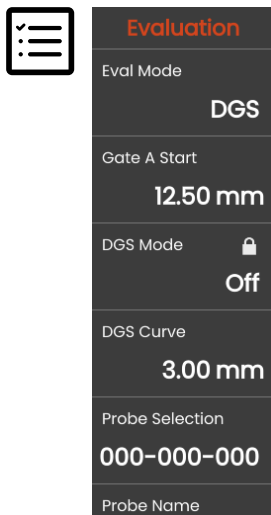 Evaluation
Eval Mode
DGS
Gate A Start
12.50 mm
DGS Mode
Off
DGS Curve
3.00 mm
Probe Selection
000-000-000
Probe Name